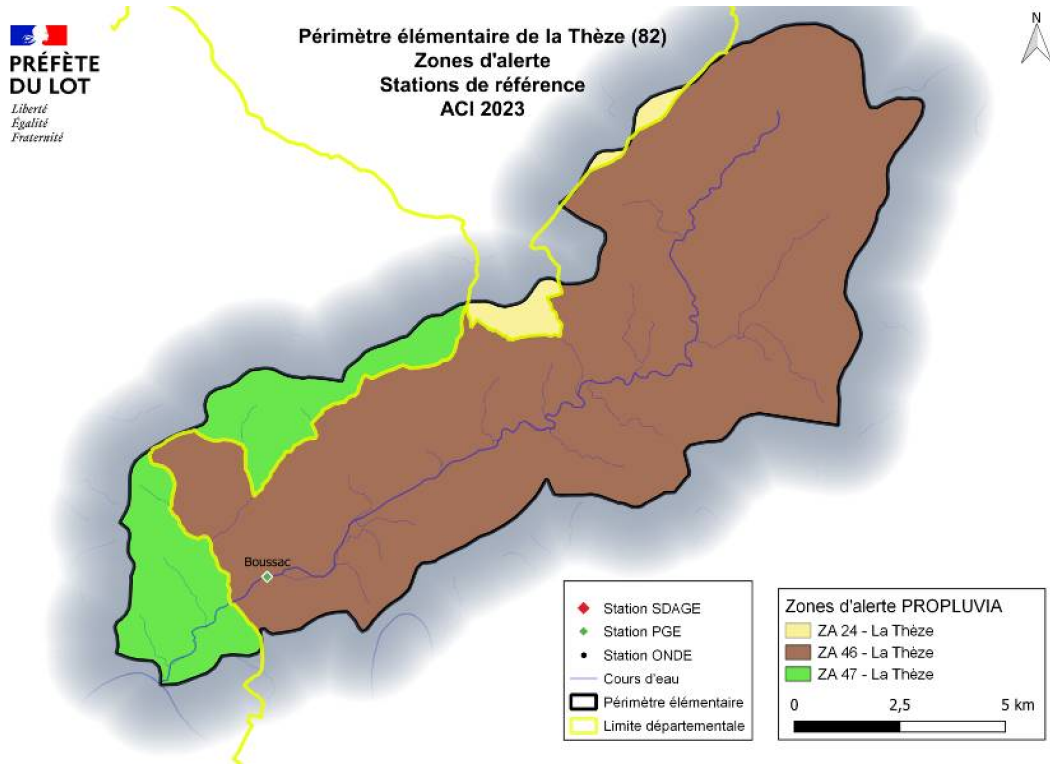 PRÉFÈTE
DU LOT
Liberté
Égalité
Fraternité
Périmètre élémentaire de la Thèze (82)
Zones d'alerte
Stations de référence
ACI 2023
N
Boussac
Station SDAGE
Station PGE
Station ONDE
Cours d'eau
Périmètre élémentaire
Limite départementale
Zones d'alerte PROPLUVIA
ZA 24 - La Thèze
ZA 46 - La Thèze
ZA 47 - La Thèze
0 2,5 5 km